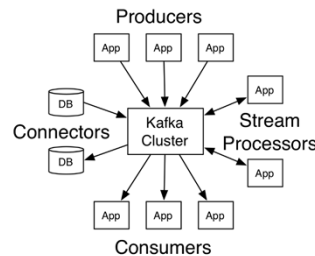 Producers
App
App
App
DB
App
Connectors
Kafka
Cluster
Stream
Processors
DB
App
App
App
App
Consumers